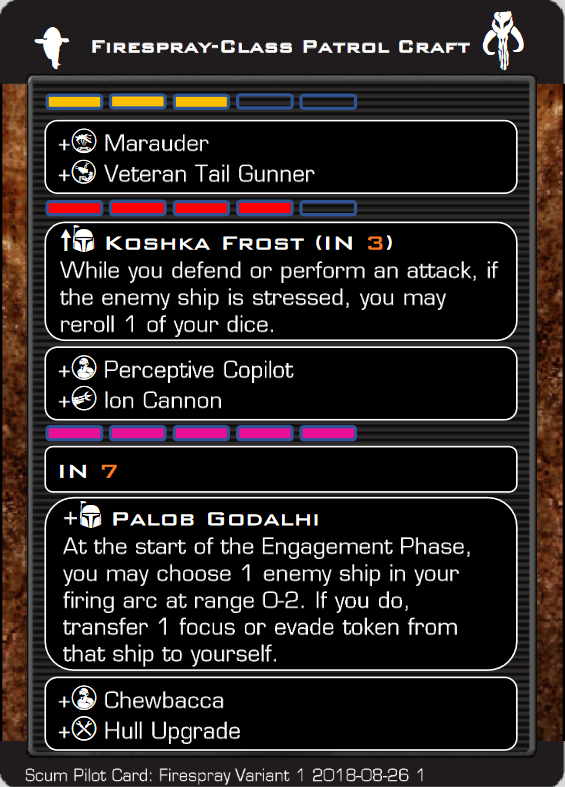 Firespray-Class Patrol Craft
+ Marauder
+ Veteran Tail Gunner
Koshka Frost (IN 3)
While you defend or perform an attack, if
the enemy ship is stressed, you may
reroll 1 of your dice.
+ Perceptive Copilot
+ Ion Cannon
IN 7
+ Palob Godalhi
At the start of the Engagement Phase,
you may choose 1 enemy ship in your
firing arc at range 0-2. If you do,
transfer 1 focus or evade token from
that ship to yourself.
+ Chewbacca
+ Hull Upgrade
Scum Pilot Card: Firespray Variant 1 2018-08-26 1